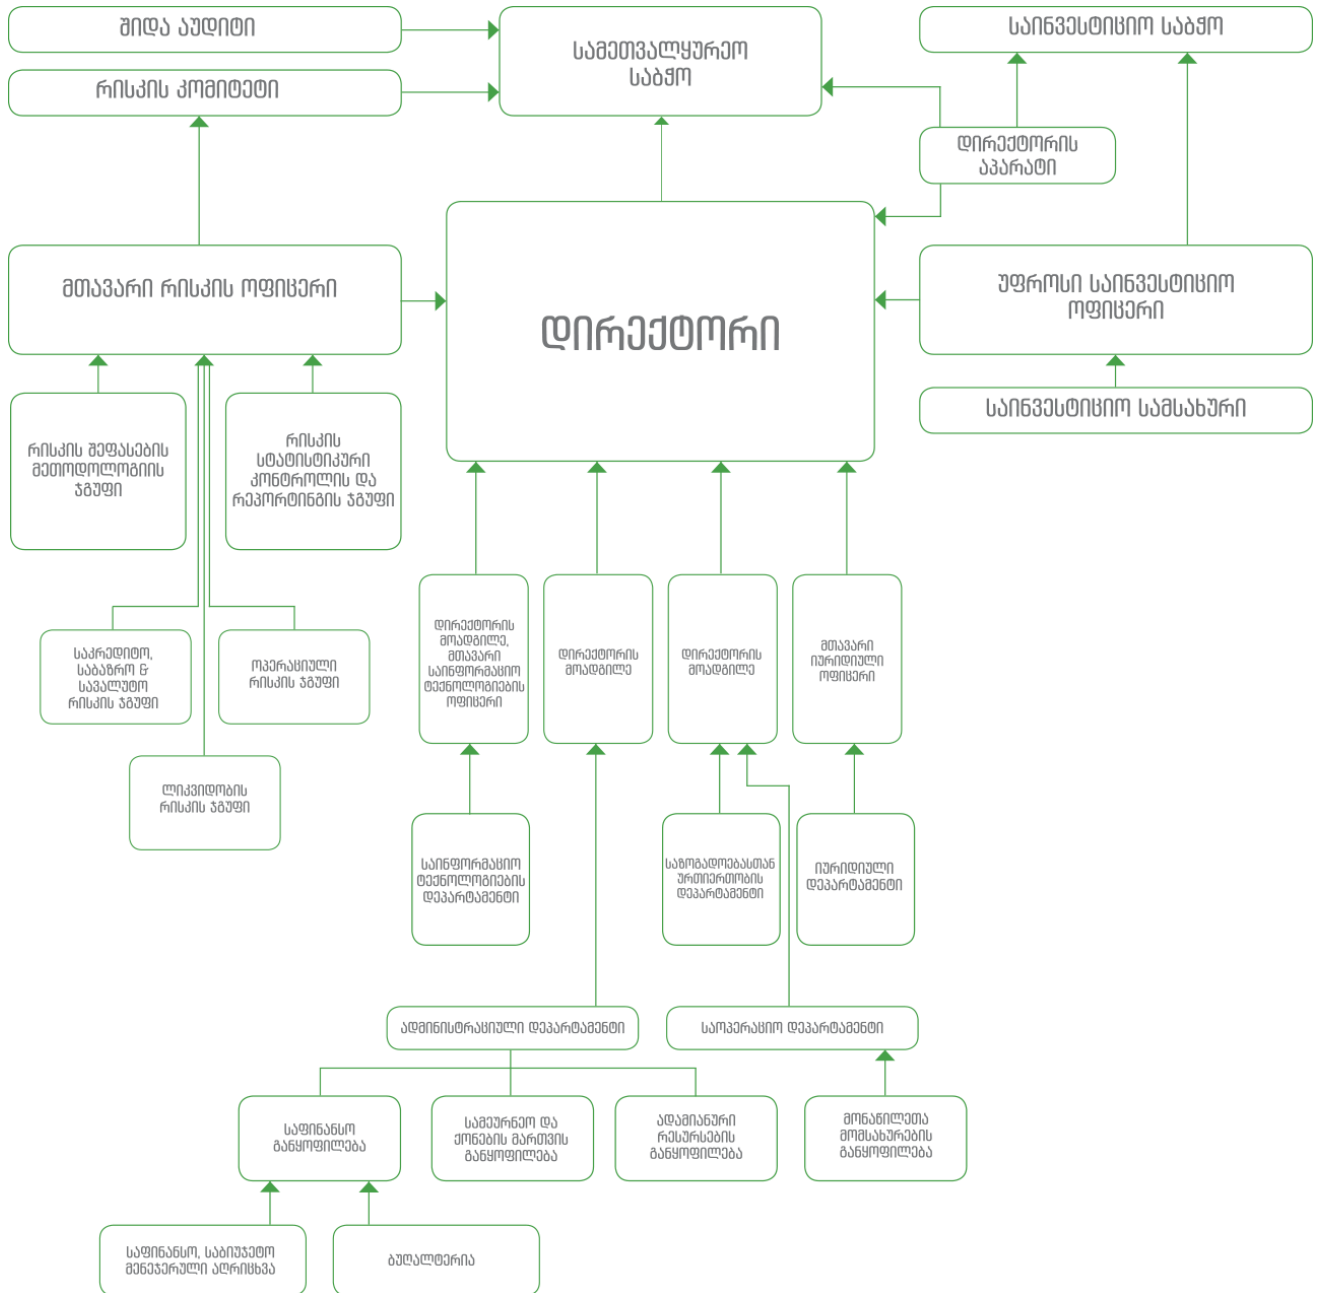 შიდა აუდიტი
სამეთვალყურეო
საბჭო
საინვესტიციო საბჭო
რისკის კომიტეტი
დირექტორის
აპარატი
მთავარი რისკის ოფიცერი
დირექტორი
უფროსი საინვესტიციო
ოფიცერი
საინვესტიციო სამსახური
რისკის შეფასების
მეთოდოლოგიის
ჯგუფი
რისკის
სტატისტიკური
კონტროლის და
რეპორტინგის ჯგუფი
საკრედიტო,
საბაზრო &
სავალუტო
რისკის ჯგუფი
ოპერაციული
რისკის ჯგუფი
ლიკვიდობის
რისკის ჯგუფი
დირექტორის
მოადგილე,
მთავარი
საინფორმაციო
ტექნოლოგიების
ოფიცერი
დირექტორის
მოადგილე
დირექტორის
მოადგილე
მთავარი
იურიდიული
ოფიცერი
საინფორმაციო
ტექნოლოგიების
დეპარტამენტი
საზოგადოებასთან
ურთიერთობის
დეპარტამენტი
იურიდიული
დეპარტამენტი
ადმინისტრაციული დეპარტამენტი
საოპერაციო დეპარტამენტი
საფინანსო
განყოფილება
სამეურნეო და
ქონების მართვის
განყოფილება
ადამიანური
რესურსების
განყოფილება
მონაწილეთა
მომსახურების
განყოფილება
საფინანსო, საბიუჯეტო
მენეჯერული აღრიცხვა
ბუღალტერია